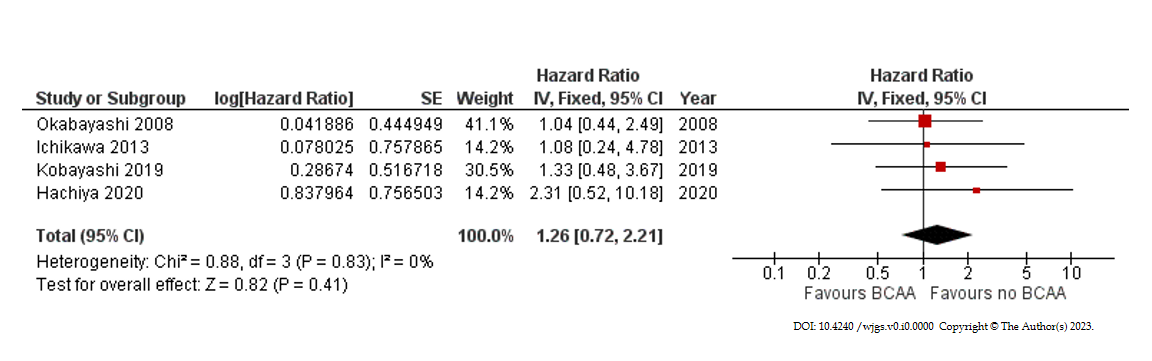 Hazard Ratio Hazard Ratio
Study or Subgroup log[Hazard Ratio] SE Weight IV, Fixed, 95% CI Year IV, Fixed, 95% CI
Okabayashi 2008 0.041886 0.444949 41.1% 1.04 [0.44, 2.49] 2008
Ichikawa 2013 0.078025 0.757865 14.2% 1.08 [0.24, 4.78] 2013
Kobayashi 2019 0.28674 0.516718 30.5% 1.33 [0.48, 3.67] 2019
Hachiya 2020 0.837964 0.756503 14.2% 2.31 [0.52, 10.18] 2020
Total (95% CI) 100.0% 1.26 [0.72, 2.21]
Heterogeneity: Chi² = 0.88, df = 3 (P = 0.83); I² = 0%
Test for overall effect: Z = 0.82 (P = 0.41)
0.1 0.2 0.5 1 2 5 10
Favours BCAA Favours no BCAA
DOI: 10.4240 /wjgs.v0.i0.0000 Copyright © The Author(s) 2023.